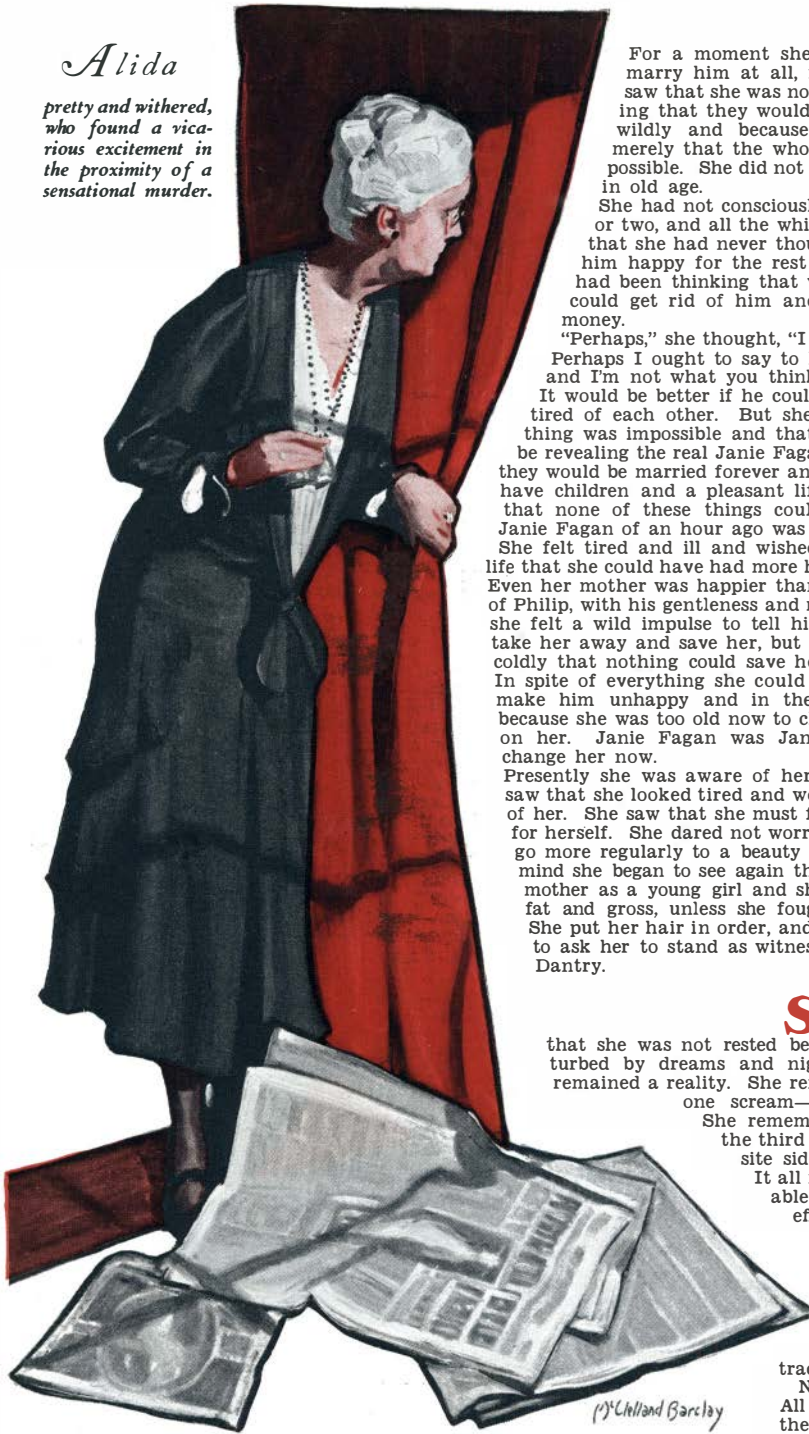 Alida
pretty and withered,
who found a vica-
rious excitement in
the proximity of a
sensational murder.
For a moment she
marry him at all,
saw that she was no
ing that they would
wildly and because
merely that the who
possible. She did not
in old age.
She had not consciousl
or two, and all the whi
that she had never thou
him happy for the rest
had been thinking that
could get rid of him and
money.
"Perhaps," she thought, "I
Perhaps I ought to say to
and I'm not what you thin
It would be better if he coul
tired of each other. But she
thing was impossible and that
be revealing the real Janie Faga
they would be married forever an
have children and a pleasant li
that none of these things coul
Janie Fagan of an hour ago was
She felt tired and ill and wished
life that she could have had more h
Even her mother was happier than
of Philip, with his gentleness and
she felt a wild impulse to tell hi
take her away and save her, but
coldly that nothing could save he
In spite of everything she could
make him unhappy and in the
because she was too old now to c
on her. Janie Fagan was Jan
change her now.
Presently she was aware of her
saw that she looked tired and wo
of her. She saw that she must f
for herself. She dared not worr
go more regularly to a beauty
mind she began to see again th
mother as a young girl and sh
fat and gross, unless she foug
She put her hair in order, and
to ask her to stand as witnes
Dantry.
S
that she was not rested be
turbed by dreams and nig
remained a reality. She re
one scream—
She remem
the third
site sid
It all
able
ef
trac
N
All
the
McClelland Barclay